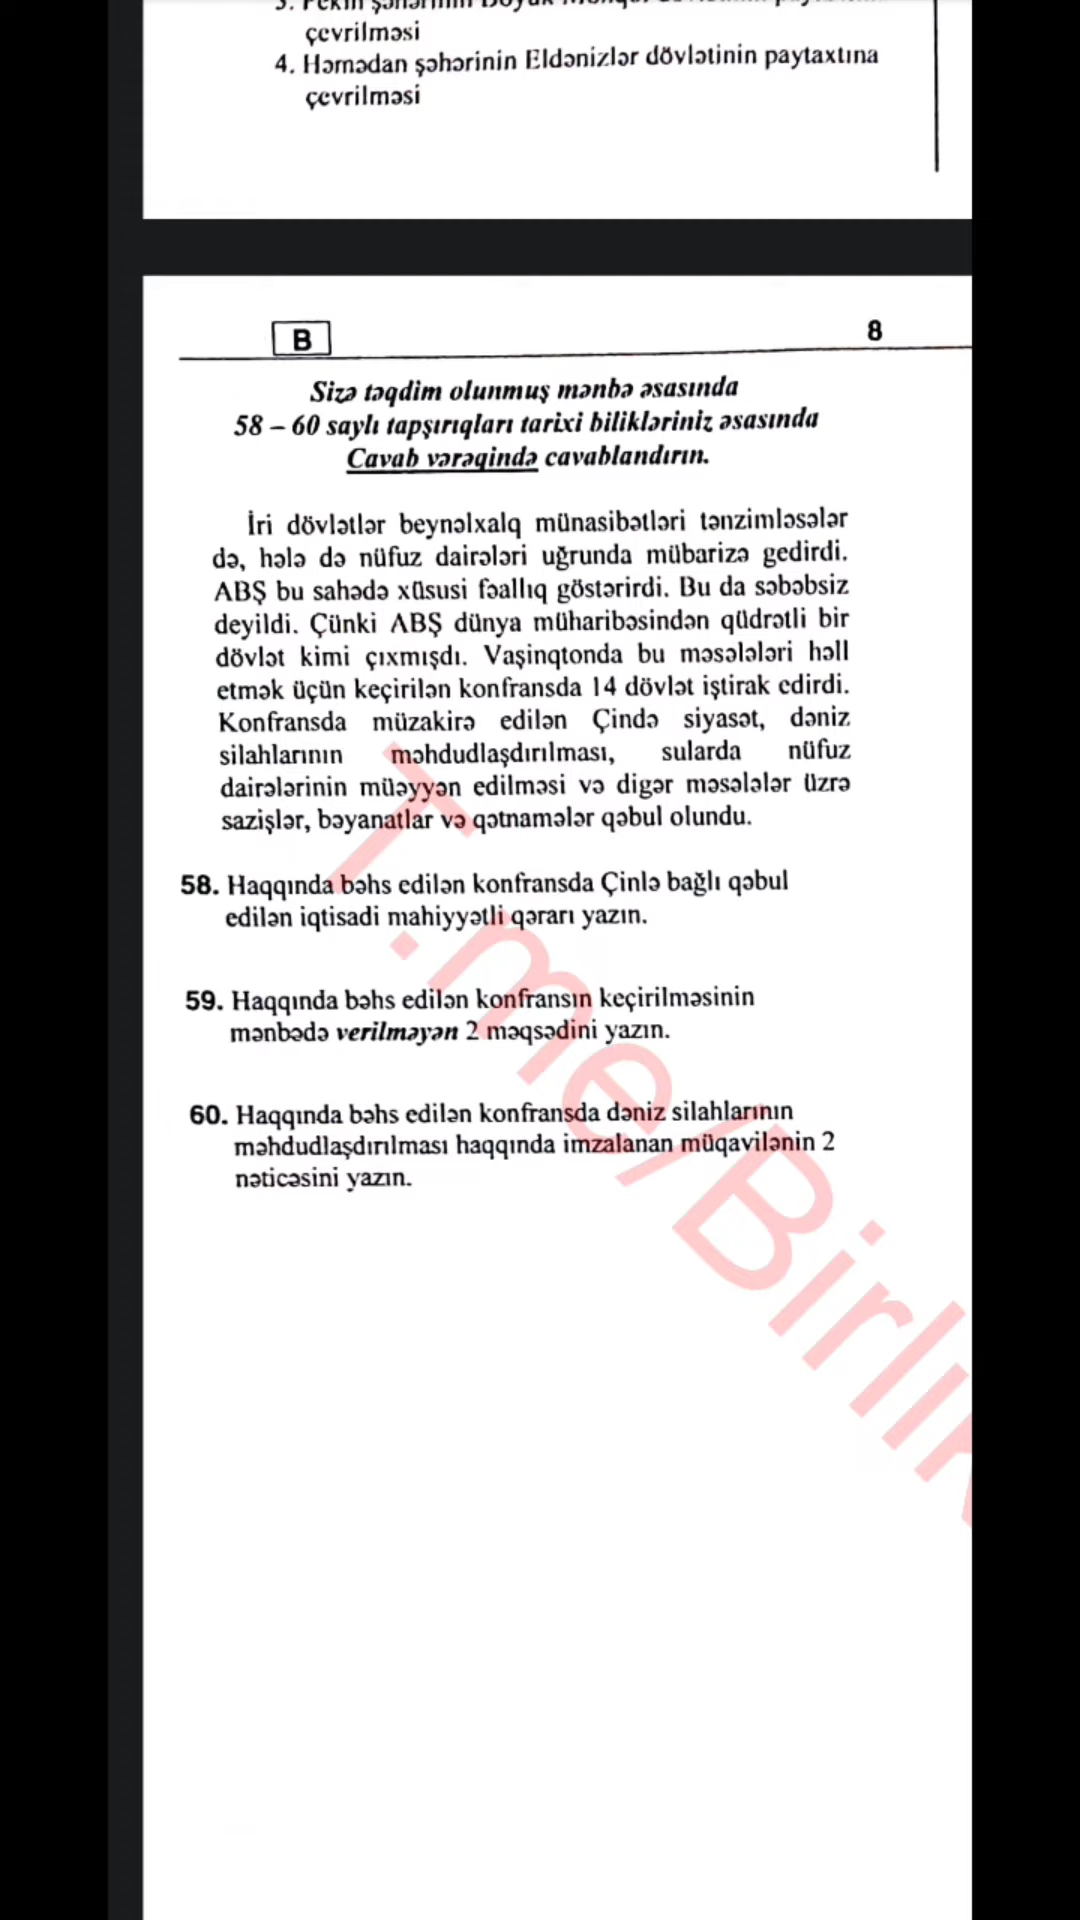 çevrilməsi
4. Həmədan şəhərinin Eldənizlər dövlətinin paytaxtına
çevrilməsi
B
8
Sizə təqdim olunmuş mənbə əsasında
58 – 60 saylı tapşırıqları tarixi bilikləriniz əsasında
Cavab vərəqində cavablandırın.
İri dövlətlər beynəlxalq münasibətləri tənzimləsələr
də, hələ də nüfuz dairələri uğrunda mübarizə gedirdi.
ABŞ bu sahədə xüsusi fəallıq göstərirdi. Bu da səbəbsiz
deyildi. Çünki ABŞ dünya müharibəsindən qüdrətli bir
dövlət kimi çıxmışdı. Vaşinqtonda bu məsələləri həll
etmək üçün keçirilən konfransda 14 dövlət iştirak edirdi.
Konfransda müzakirə edilən Çində siyasət, dəniz
silahlarının məhdudlaşdırılması, sularda nüfuz
dairələrinin müəyyən edilməsi və digər məsələlər üzrə
sazişlər, bəyanatlar və qətnamələr qəbul olundu.
58. Haqqında bəhs edilən konfransda Çinlə bağlı qəbul
edilən iqtisadi mahiyyətli qərarı yazın.
59. Haqqında bəhs edilən konfransın keçirilməsinin
mənbədə verilməyən 2 məqsədini yazın.
60. Haqqında bəhs edilən konfransda dəniz silahlarının
məhdudlaşdırılması haqqında imzalanan müqavilənin 2
nəticəsini yazın.
T.me/Birli